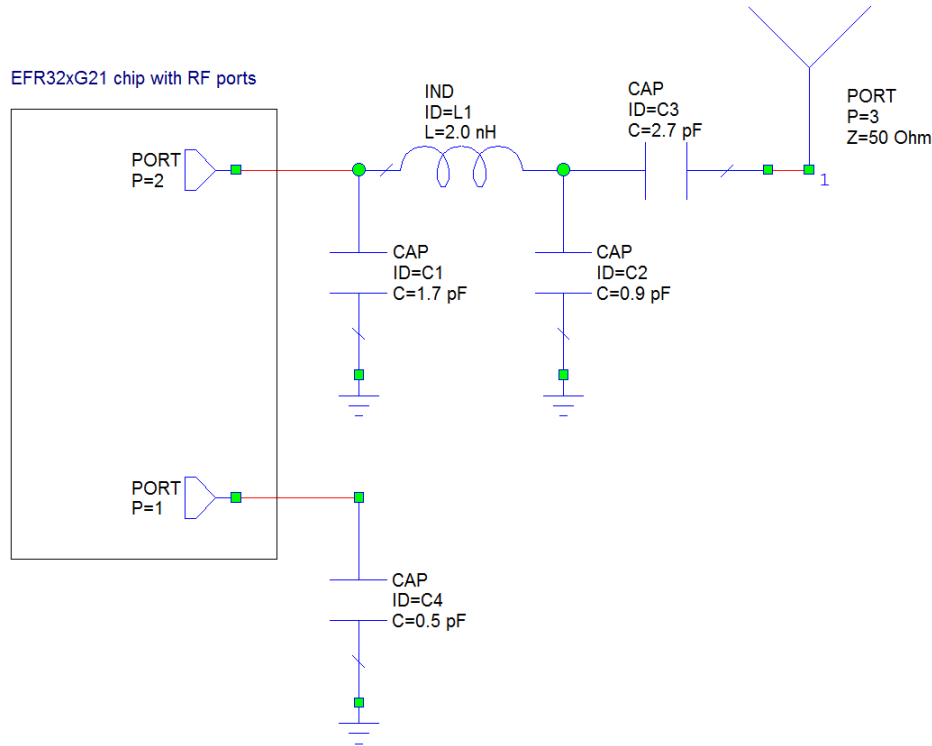 EFR32xG21 chip with RF ports
IND
ID=L1
L=2.0 nH
CAP
ID=C3
C=2.7 pF
PORT
P=3
Z=50 Ohm
PORT
P=2
1
CAP
ID=C1
C=1.7 pF
CAP
ID=C2
C=0.9 pF
PORT
P=1
CAP
ID=C4
C=0.5 pF